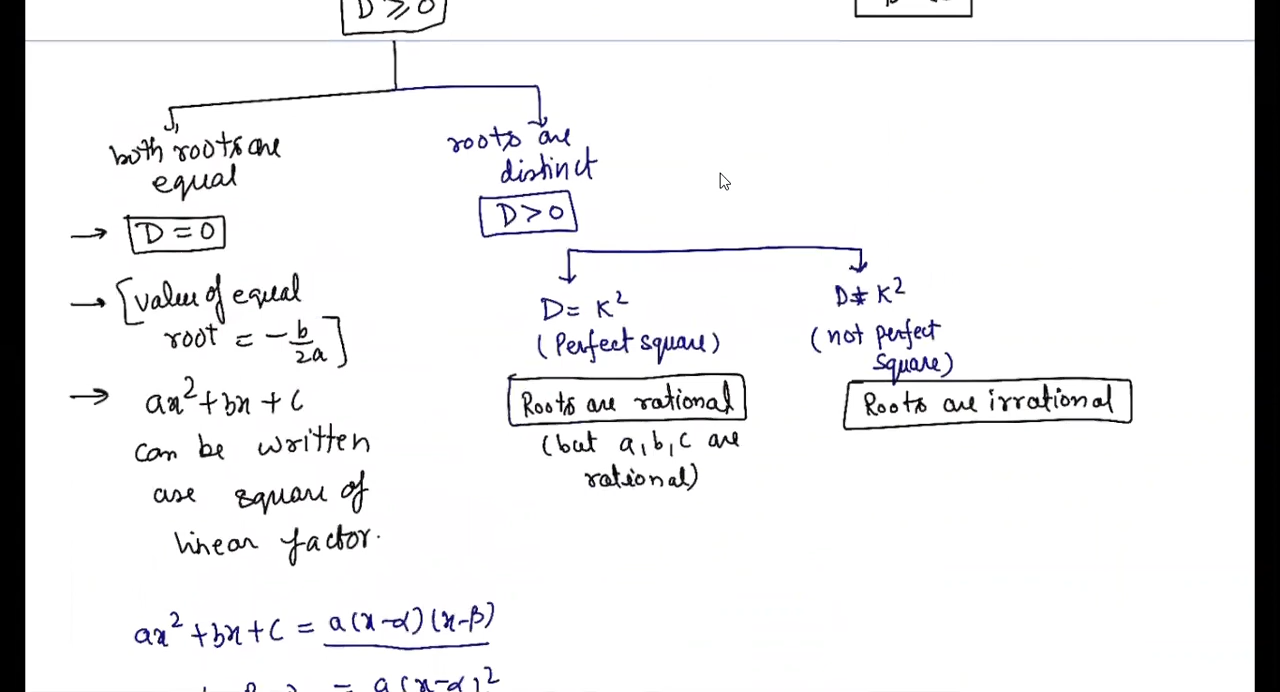 D ≥ 0
both roots are
equal
→ D = 0
→ [value of equal
root = -b/2a]
→ ax²+bx+c
can be written
ase square of
linear factor.
roots are
distinct
D > 0
D = K²
(Perfect square)
Roots are rational
(but a, b, c are
rational)
D ≠ K²
(not perfect
square)
Roots are irrational
ax²+bx+c = a(x-α)(x-β)
= a(x-α)²